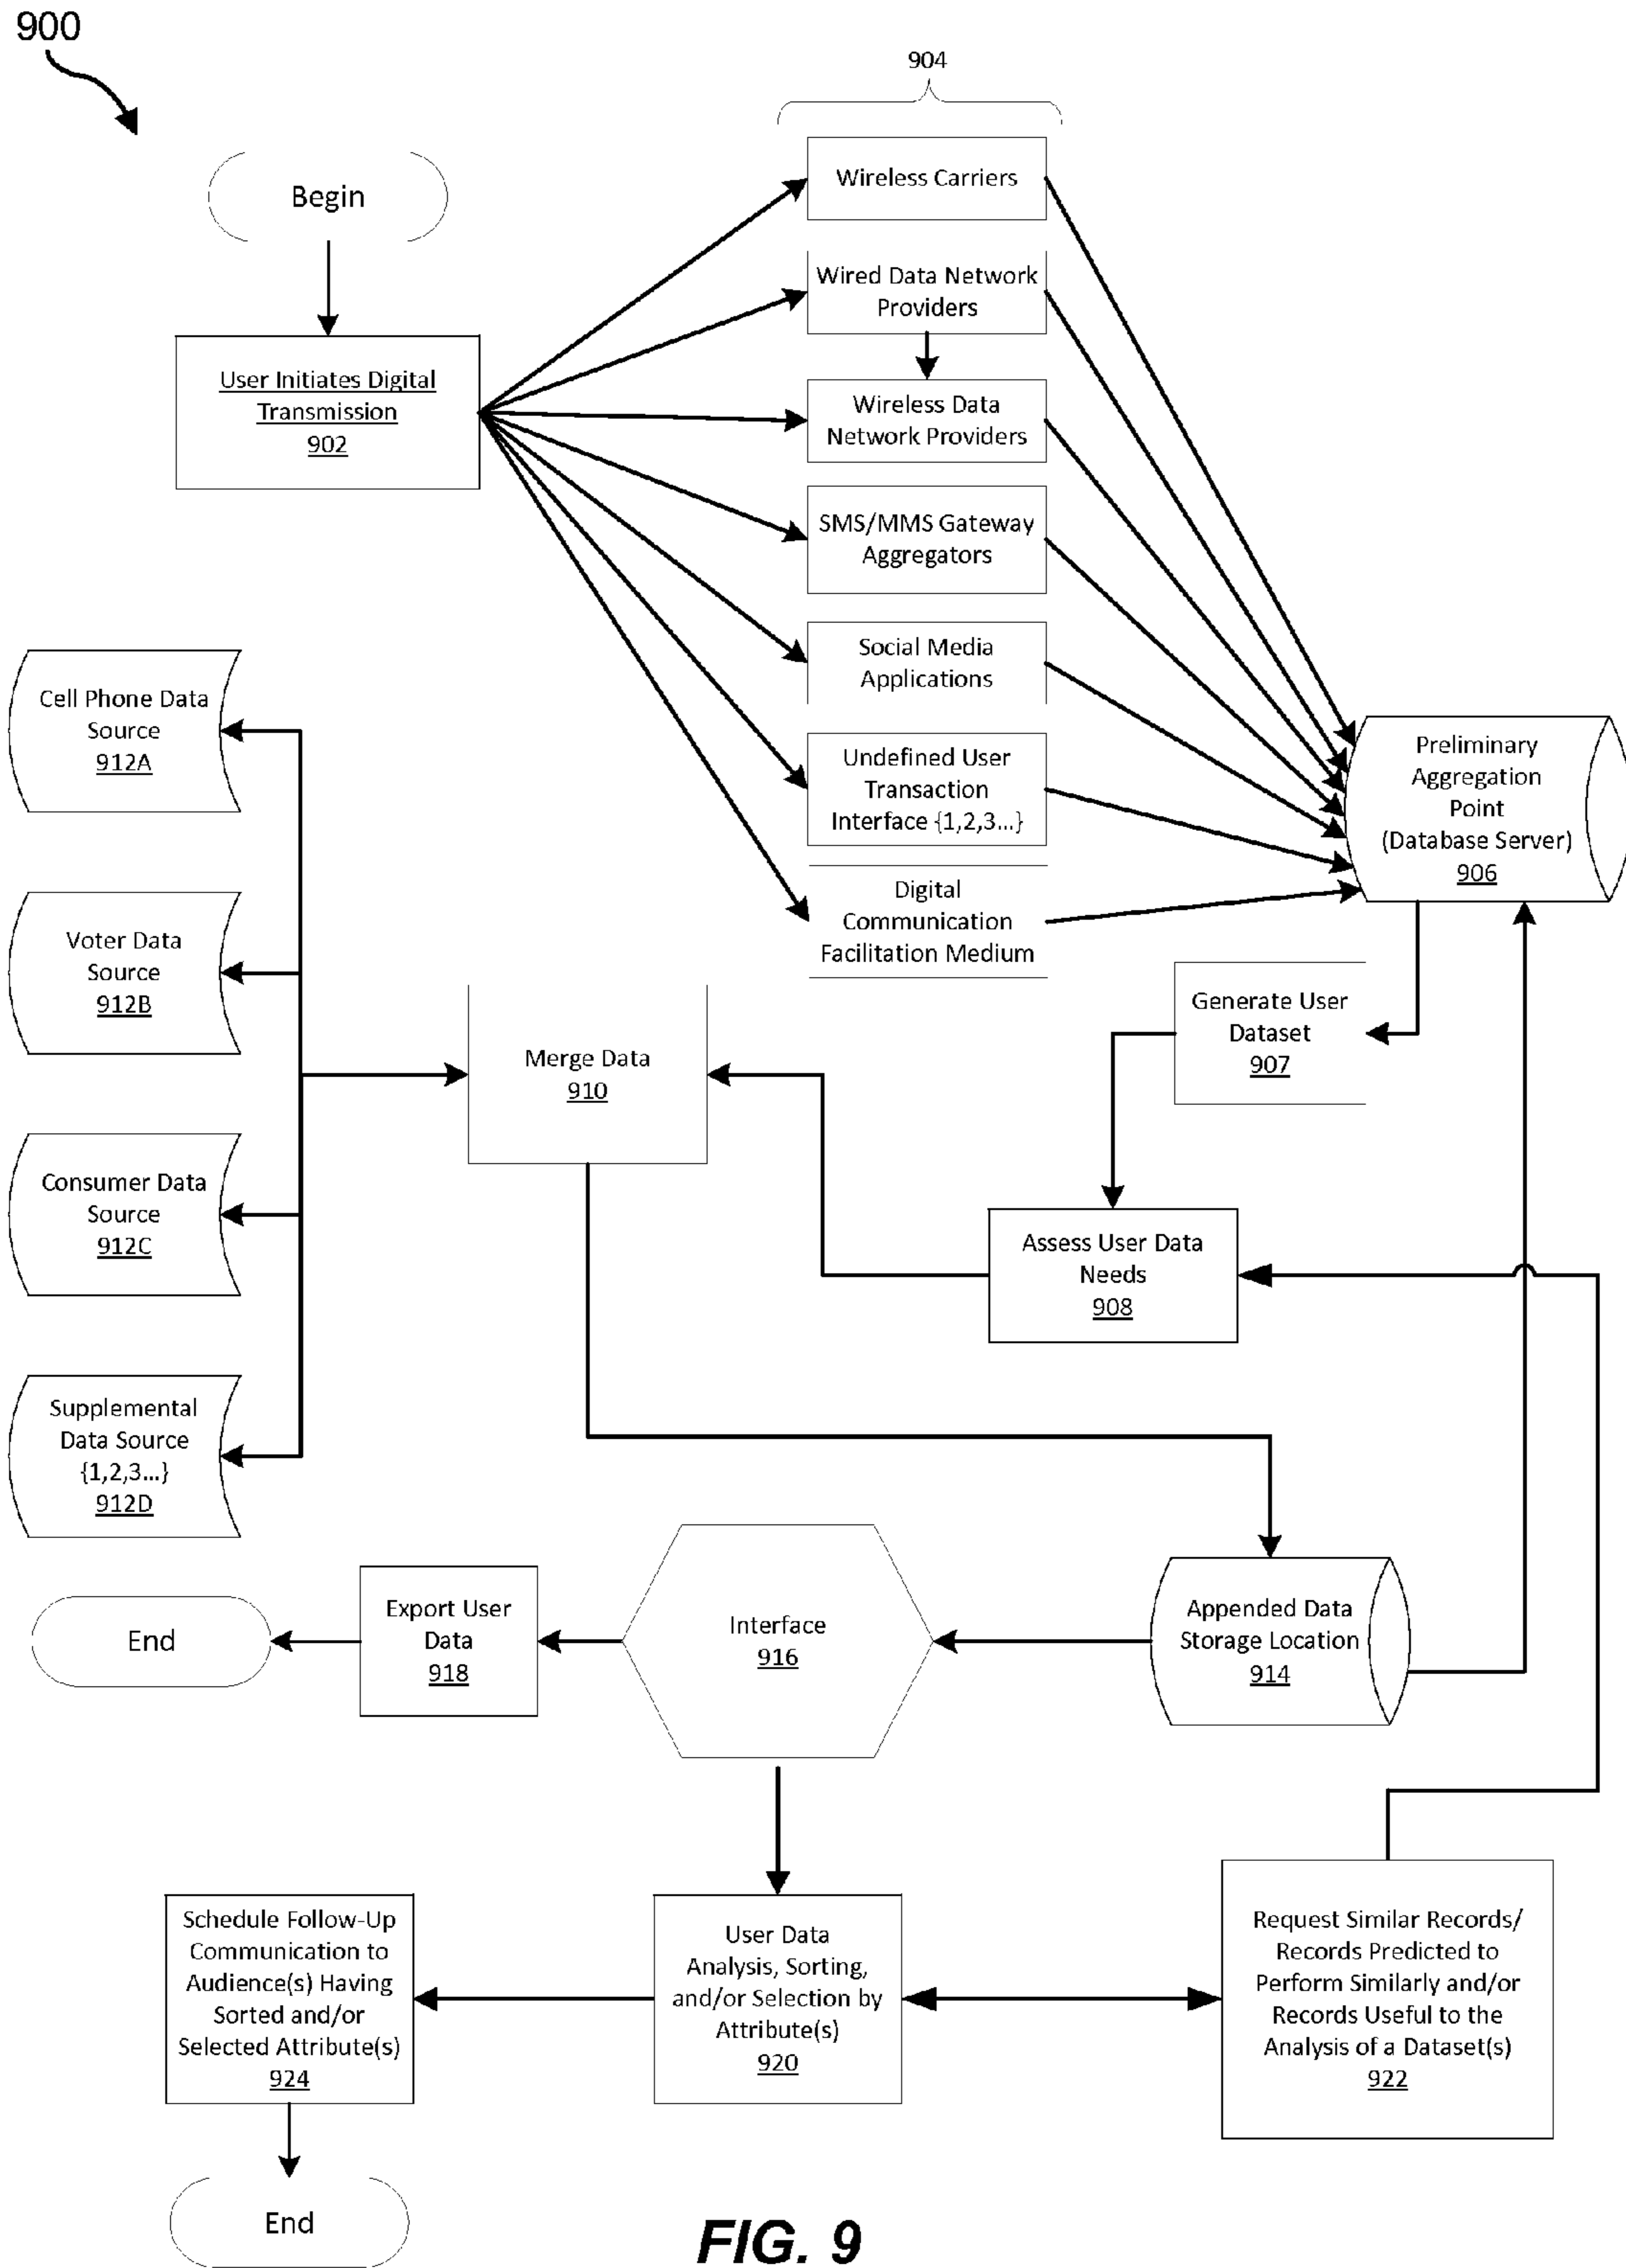 900
904
Begin
Wireless Carriers
Wired Data Network
Providers
User Initiates Digital
Transmission
902
Wireless Data
Network Providers
SMS/MMS Gateway
Aggregators
Social Media
Applications
Undefined User
Transaction
Interface {1,2,3...}
Digital
Communication
Facilitation Medium
Preliminary
Aggregation
Point
(Database Server)
906
Cell Phone Data
Source
912A
Voter Data
Source
912B
Consumer Data
Source
912C
Supplemental
Data Source
{1,2,3...}
912D
Merge Data
910
Generate User
Dataset
907
Assess User Data
Needs
908
End
Export User
Data
918
Interface
916
Appended Data
Storage Location
914
Schedule Follow-Up
Communication to
Audience(s) Having
Sorted and/or
Selected Attribute(s)
924
User Data
Analysis, Sorting,
and/or Selection by
Attribute(s)
920
Request Similar Records/
Records Predicted to
Perform Similarly and/or
Records Useful to the
Analysis of a Dataset(s)
922
End
FIG. 9